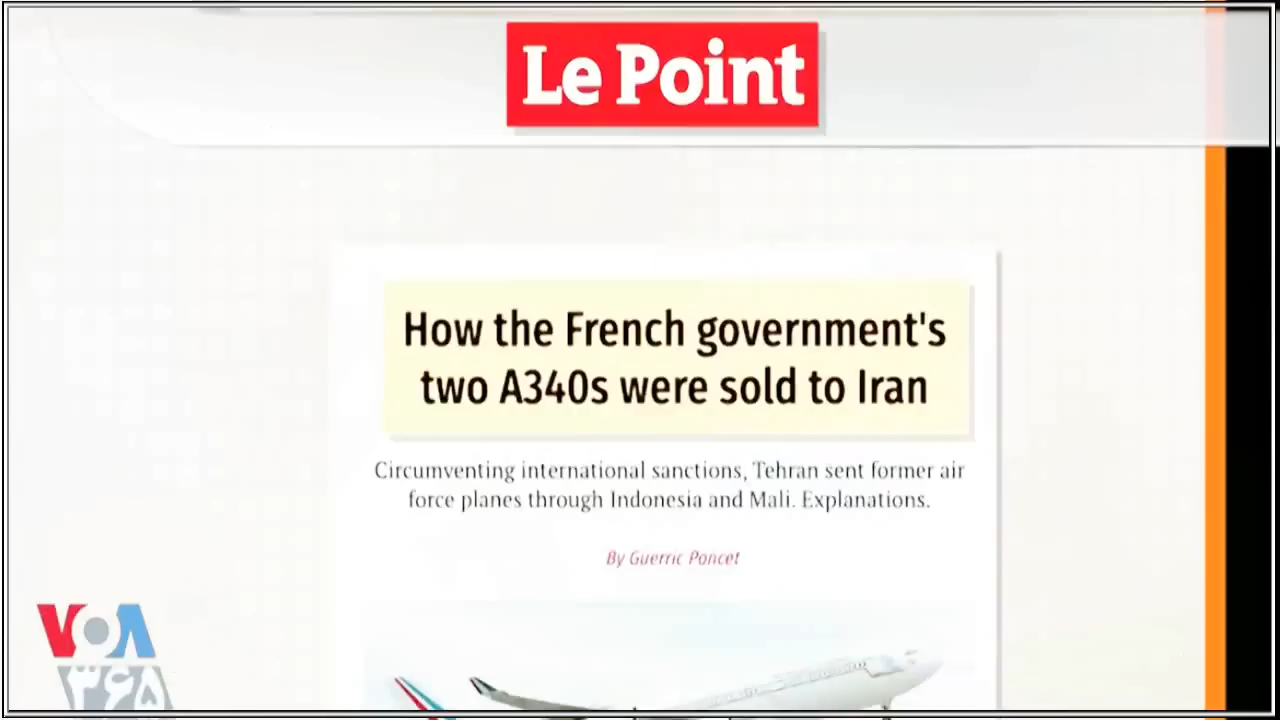 Le Point
How the French government's
two A340s were sold to Iran
Circumventing international sanctions, Tehran sent former air
force planes through Indonesia and Mali. Explanations.
By Guerric Poncet
VOA
۳۶۵